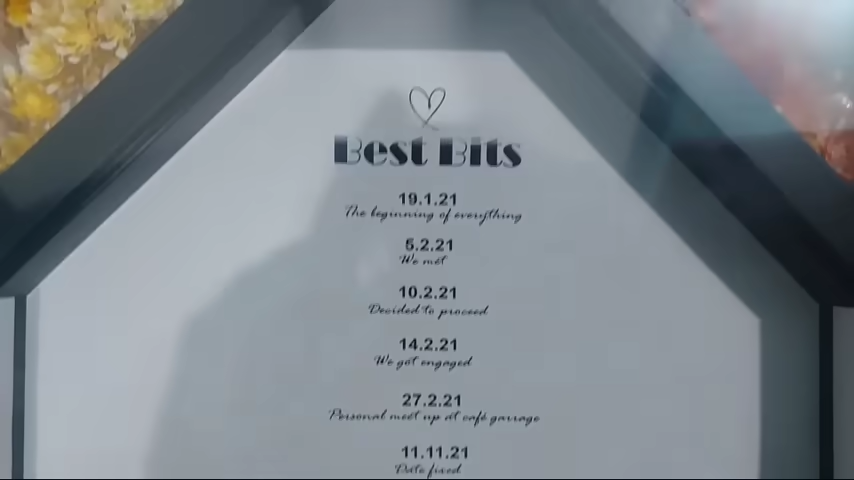 Best Bits
19.1.21
The beginning of everything
5.2.21
We met
10.2.21
Decided to proceed
14.2.21
We got engaged
27.2.21
Personal meet up at café garrage
11.11.21
Date fixed